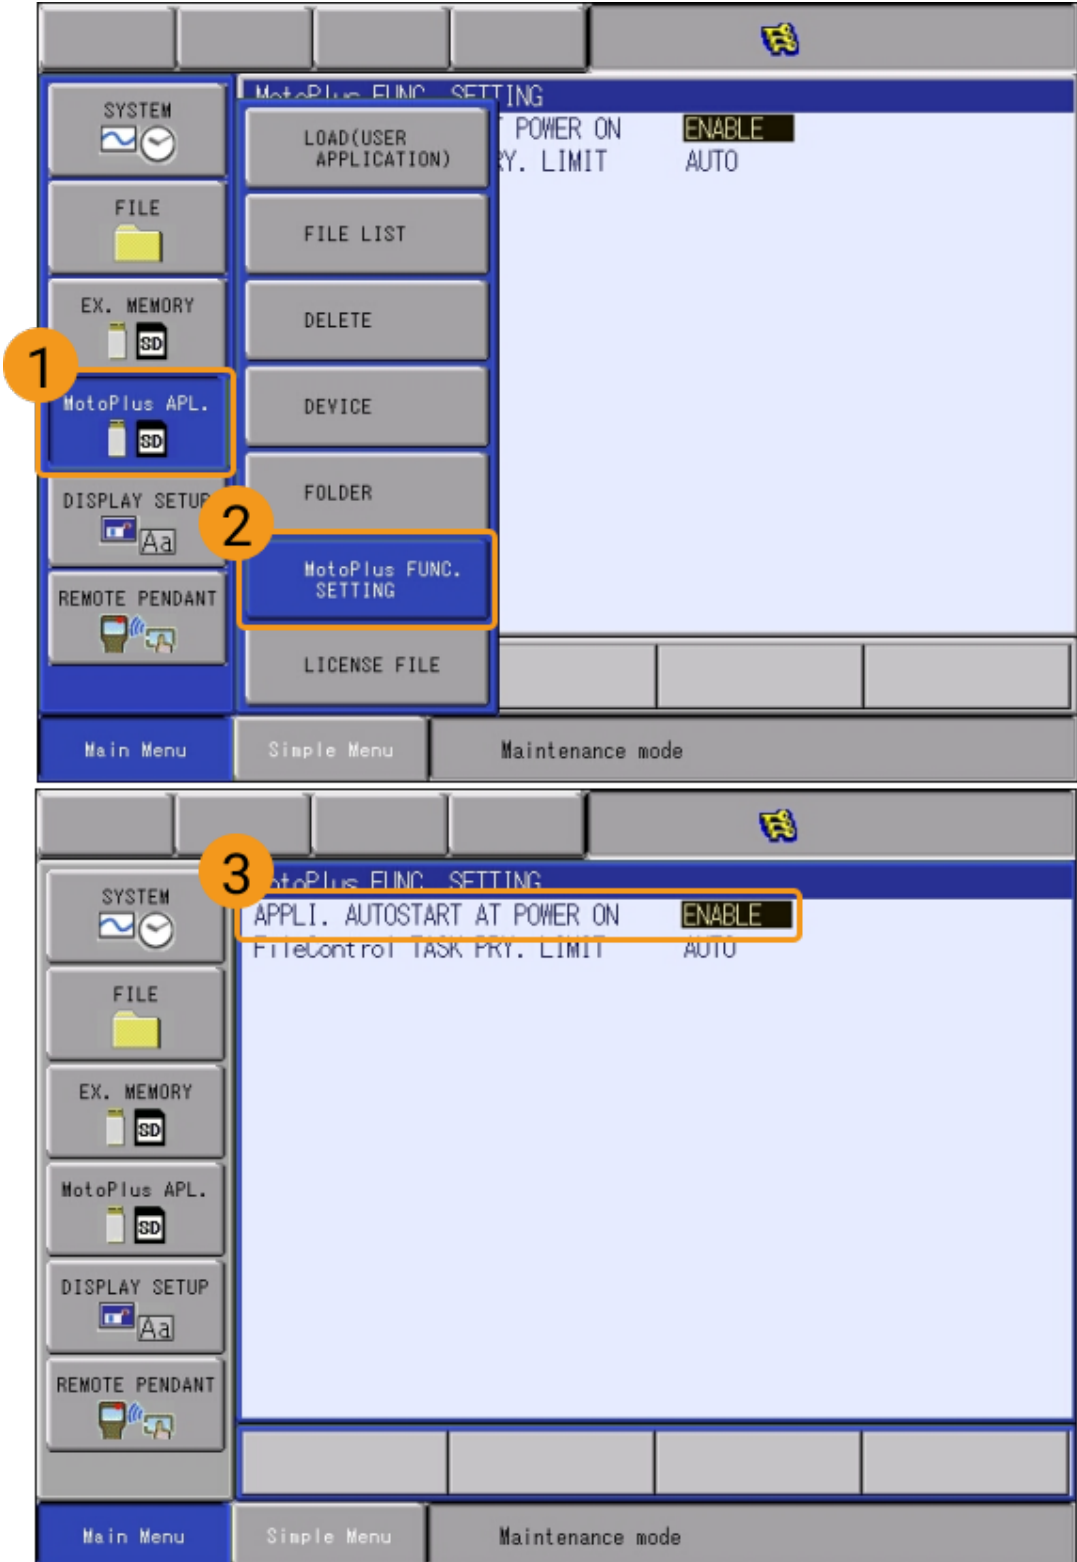 MotoPlus FUNC. SETTING
SYSTEM
LOAD(USER
APPLICATION)
T POWER ON ENABLE
RY. LIMIT AUTO
FILE
FILE LIST
EX. MEMORY
SD
DELETE
1
MotoPlus APL.
SD
DEVICE
DISPLAY SETUP
Aa
FOLDER
2
MotoPlus FUNC.
SETTING
REMOTE PENDANT
LICENSE FILE
Main Menu
Simple Menu
Maintenance mode
3
MotoPlus FUNC. SETTING
SYSTEM
APPLI. AUTOSTART AT POWER ON ENABLE
FileControl TASK PRY. LIMIT AUTO
FILE
EX. MEMORY
SD
MotoPlus APL.
SD
DISPLAY SETUP
Aa
REMOTE PENDANT
Main Menu
Simple Menu
Maintenance mode